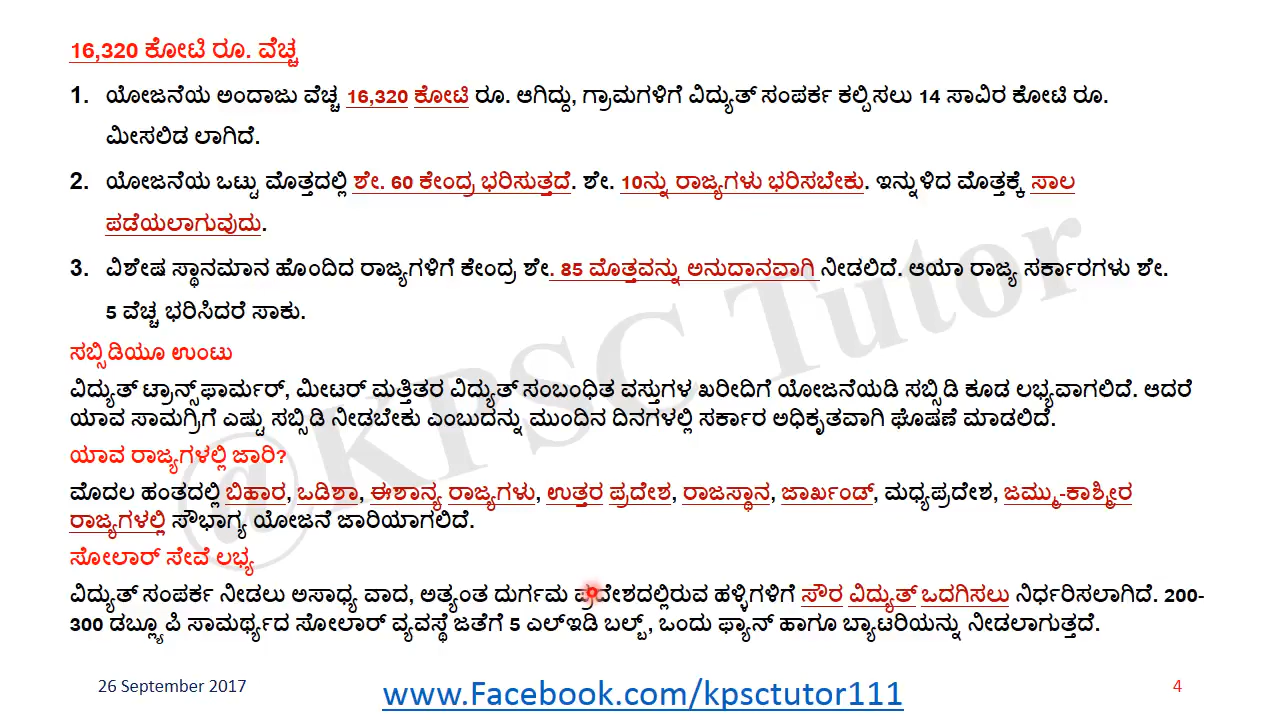 16,320 ಕೋಟಿ ರೂ. ವೆಚ್ಚ
1. ಯೋಜನೆಯ ಅಂದಾಜು ವೆಚ್ಚ 16,320 ಕೋಟಿ ರೂ. ಆಗಿದ್ದು, ಗ್ರಾಮಗಳಿಗೆ ವಿದ್ಯುತ್ ಸಂಪರ್ಕ ಕಲ್ಪಿಸಲು 14 ಸಾವಿರ ಕೋಟಿ ರೂ.
ಮೀಸಲಿಡ ಲಾಗಿದೆ.
2. ಯೋಜನೆಯ ಒಟ್ಟು ಮೊತ್ತದಲ್ಲಿ ಶೇ. 60 ಕೇಂದ್ರ ಭರಿಸುತ್ತದೆ. ಶೇ. 10ನ್ನು ರಾಜ್ಯಗಳು ಭರಿಸಬೇಕು. ಇನ್ನುಳಿದ ಮೊತ್ತಕ್ಕೆ ಸಾಲ
ಪಡೆಯಲಾಗುವುದು.
3. ವಿಶೇಷ ಸ್ಥಾನಮಾನ ಹೊಂದಿದ ರಾಜ್ಯಗಳಿಗೆ ಕೇಂದ್ರ ಶೇ. 85 ಮೊತ್ತವನ್ನು ಅನುದಾನವಾಗಿ ನೀಡಲಿದೆ. ಆಯಾ ರಾಜ್ಯ ಸರ್ಕಾರಗಳು ಶೇ.
5 ವೆಚ್ಚ ಭರಿಸಿದರೆ ಸಾಕು.
ಸಬ್ಸಿಡಿಯೂ ಉಂಟು
ವಿದ್ಯುತ್ ಟ್ರಾನ್ಸ್‌ಫಾರ್ಮರ್, ಮೀಟರ್ ಮತ್ತಿತರ ವಿದ್ಯುತ್ ಸಂಬಂಧಿತ ವಸ್ತುಗಳ ಖರೀದಿಗೆ ಯೋಜನೆಯಡಿ ಸಬ್ಸಿಡಿ ಕೂಡ ಲಭ್ಯವಾಗಲಿದೆ. ಆದರೆ
ಯಾವ ಸಾಮಗ್ರಿಗೆ ಎಷ್ಟು ಸಬ್ಸಿಡಿ ನೀಡಬೇಕು ಎಂಬುದನ್ನು ಮುಂದಿನ ದಿನಗಳಲ್ಲಿ ಸರ್ಕಾರ ಅಧಿಕೃತವಾಗಿ ಘೊಷಣೆ ಮಾಡಲಿದೆ.
ಯಾವ ರಾಜ್ಯಗಳಲ್ಲಿ ಜಾರಿ?
ಮೊದಲ ಹಂತದಲ್ಲಿ ಬಿಹಾರ, ಒಡಿಶಾ, ಈಶಾನ್ಯ ರಾಜ್ಯಗಳು, ಉತ್ತರ ಪ್ರದೇಶ, ರಾಜಸ್ಥಾನ, ಜಾರ್ಖಂಡ್, ಮಧ್ಯಪ್ರದೇಶ, ಜಮ್ಮು-ಕಾಶ್ಮೀರ
ರಾಜ್ಯಗಳಲ್ಲಿ ಸೌಭಾಗ್ಯ ಯೋಜನೆ ಜಾರಿಯಾಗಲಿದೆ.
ಸೋಲಾರ್ ಸೇವೆ ಲಭ್ಯ
ವಿದ್ಯುತ್ ಸಂಪರ್ಕ ನೀಡಲು ಅಸಾಧ್ಯ ವಾದ, ಅತ್ಯಂತ ದುರ್ಗಮ ಪ್ರದೇಶದಲ್ಲಿರುವ ಹಳ್ಳಿಗಳಿಗೆ ಸೌರ ವಿದ್ಯುತ್ ಒದಗಿಸಲು ನಿರ್ಧರಿಸಲಾಗಿದೆ. 200-
300 ಡಬ್ಲ್ಯೂಪಿ ಸಾಮರ್ಥ್ಯದ ಸೋಲಾರ್ ವ್ಯವಸ್ಥೆ ಜತೆಗೆ 5 ಎಲ್‌ಇಡಿ ಬಲ್ಬ್, ಒಂದು ಫ್ಯಾನ್ ಹಾಗೂ ಬ್ಯಾಟರಿಯನ್ನು ನೀಡಲಾಗುತ್ತದೆ.
@KPSC Tutor
26 September 2017
www.Facebook.com/kpsctutor111
4